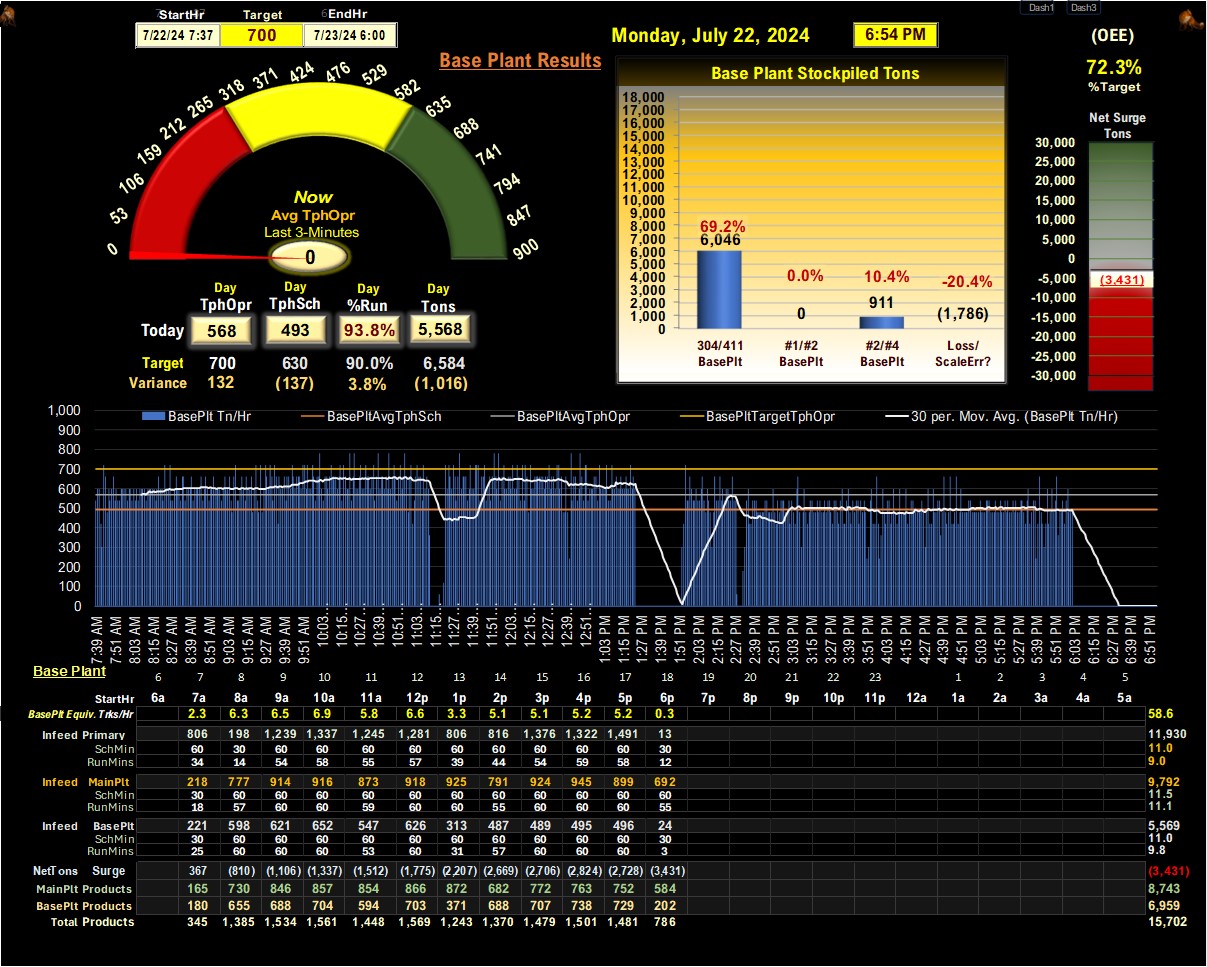 Dash1 Dash3
StartHr Target EndHr
7/22/24 7:37 700 7/23/24 6:00
Monday, July 22, 2024 6:54 PM
(OEE)
72.3%
%Target
Base Plant Results
Base Plant Stockpiled Tons
0 53 106 159 212 265 318 371 424 476 529 582 635 688 741 794 847 900
Now
Avg TphOpr
Last 3-Minutes
0
18,000
17,000
16,000
15,000
14,000
13,000
12,000
11,000
10,000
9,000
8,000
7,000
6,000
5,000
4,000
3,000
2,000
1,000
0
69.2% 0.0% 10.4% -20.4%
6,046 0 911 (1,786)
304/411 #1/#2 #2/#4 Loss/
BasePlt BasePlt BasePlt ScaleErr?
Net Surge
Tons
30,000
25,000
20,000
15,000
10,000
5,000
0
-5,000
-10,000
-15,000
-20,000
-25,000
-30,000
(3,431)
Day Day Day Day
TphOpr TphSch %Run Tons
Today 568 493 93.8% 5,568
Target 700 630 90.0% 6,584
Variance 132 (137) 3.8% (1,016)
BasePlt Tn/Hr BasePltAvgTphSch BasePltAvgTphOpr BasePltTargetTphOpr 30 per. Mov. Avg. (BasePlt Tn/Hr)
1,000
900
800
700
600
500
400
300
200
100
0
7:39 AM 7:51 AM 8:03 AM 8:15 AM 8:27 AM 8:39 AM 8:51 AM 9:03 AM 9:15 AM 9:27 AM 9:39 AM 9:51 AM 10:03… 10:15… 10:27… 10:39… 10:51… 11:03… 11:15… 11:27… 11:39… 11:51… 12:03… 12:15… 12:27… 12:39… 12:51… 1:03 PM 1:15 PM 1:27 PM 1:39 PM 1:51 PM 2:03 PM 2:15 PM 2:27 PM 2:39 PM 2:51 PM 3:03 PM 3:15 PM 3:27 PM 3:39 PM 3:51 PM 4:03 PM 4:15 PM 4:27 PM 4:39 PM 4:51 PM 5:03 PM 5:15 PM 5:27 PM 5:39 PM 5:51 PM 6:03 PM 6:15 PM 6:27 PM 6:39 PM 6:51 PM
Base Plant 6 7 8 9 10 11 12 13 14 15 16 17 18 19 20 21 22 23 1 2 3 4 5
StartHr 6a 7a 8a 9a 10a 11a 12p 1p 2p 3p 4p 5p 6p 7p 8p 9p 10p 11p 12a 1a 2a 3a 4a 5a
BasePlt Equiv. Trks/Hr 2.3 6.3 6.5 6.9 5.8 6.6 3.3 5.1 5.1 5.2 5.2 0.3 58.6
Infeed Primary 806 198 1,239 1,337 1,245 1,281 806 816 1,376 1,322 1,491 13 11,930
SchMin 60 30 60 60 60 60 60 60 60 60 60 30 11.0
RunMins 34 14 54 58 55 57 39 44 54 59 58 12 9.0
Infeed MainPlt 218 777 914 916 873 918 925 791 924 945 899 692 9,792
SchMin 30 60 60 60 60 60 60 60 60 60 60 60 11.5
RunMins 18 57 60 60 59 60 60 55 60 60 60 55 11.1
Infeed BasePlt 221 598 621 652 547 626 313 487 489 495 496 24 5,569
SchMin 30 60 60 60 60 60 60 60 60 60 60 30 11.0
RunMins 25 60 60 60 53 60 31 57 60 60 60 3 9.8
NetTons Surge 367 (810) (1,106) (1,337) (1,512) (1,775) (2,207) (2,669) (2,706) (2,824) (2,728) (3,431) (3,431)
MainPlt Products 165 730 846 857 854 866 872 682 772 763 752 584 8,743
BasePlt Products 180 655 688 704 594 703 371 688 707 738 729 202 6,959
Total Products 345 1,385 1,534 1,561 1,448 1,569 1,243 1,370 1,479 1,501 1,481 786 15,702